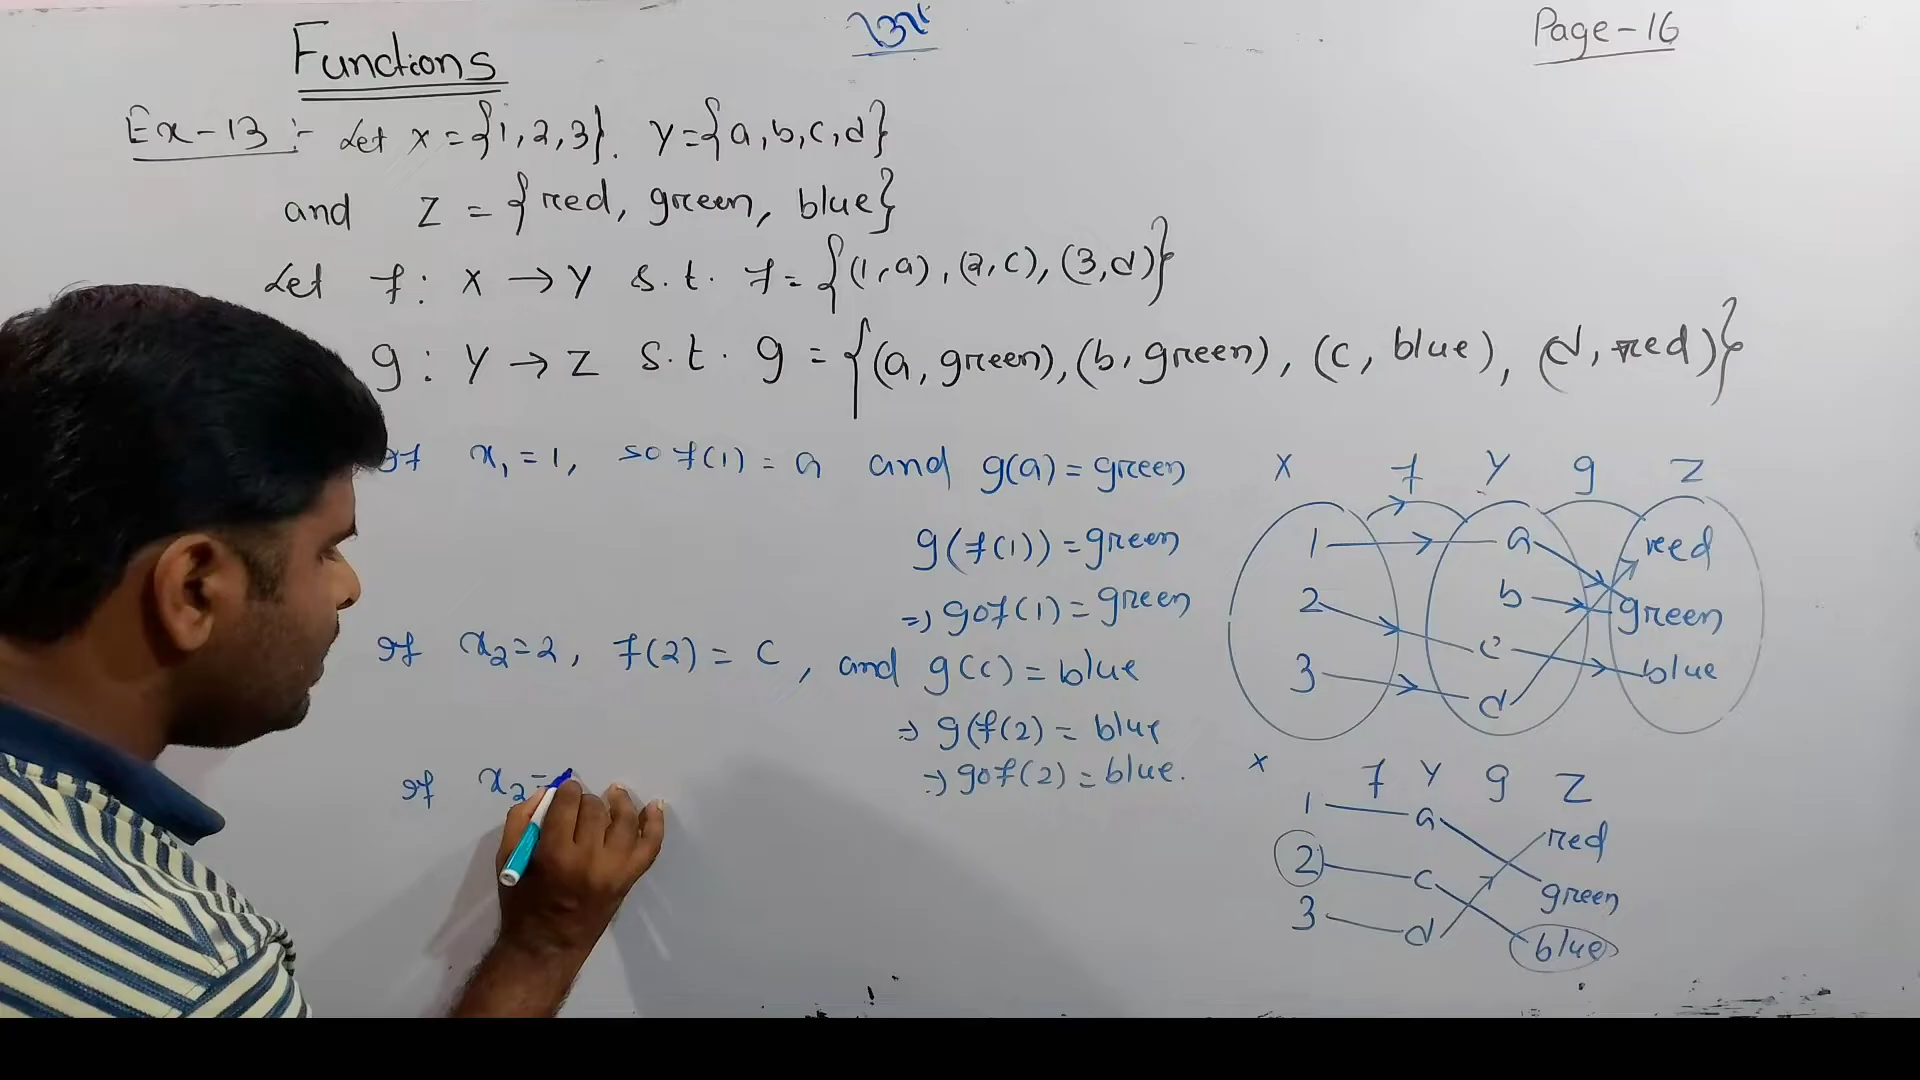 Functions
Page-16
Ex-13 :- Let X={1,2,3}. Y={a,b,c,d}
and Z = {red, green, blue}
Let f: X → Y s.t. f= {(1,a), (2,c), (3,d)}
g : Y → Z s.t. g = {(a, green), (b, green), (c, blue), (d, red)}
If x₁=1, so f(1) = a and g(a) = green
g(f(1)) = green
=> gof(1) = green
If x₂=2, f(2) = c, and g(c) = blue
⇒ g(f(2) = blue
⇒ gof(2) = blue.
If x₃=
X f Y g Z
1 a red
2 b green
3 c blue
d
X f Y g Z
1 a red
2 c green
3 d blue